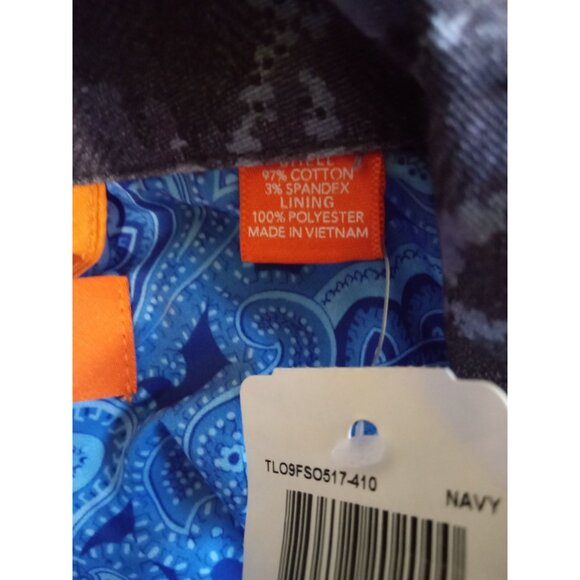 97% COTTON
3% SPANDEX
LINING
100% POLYESTER
MADE IN VIETNAM
TLO9FSO517-410
NAVY